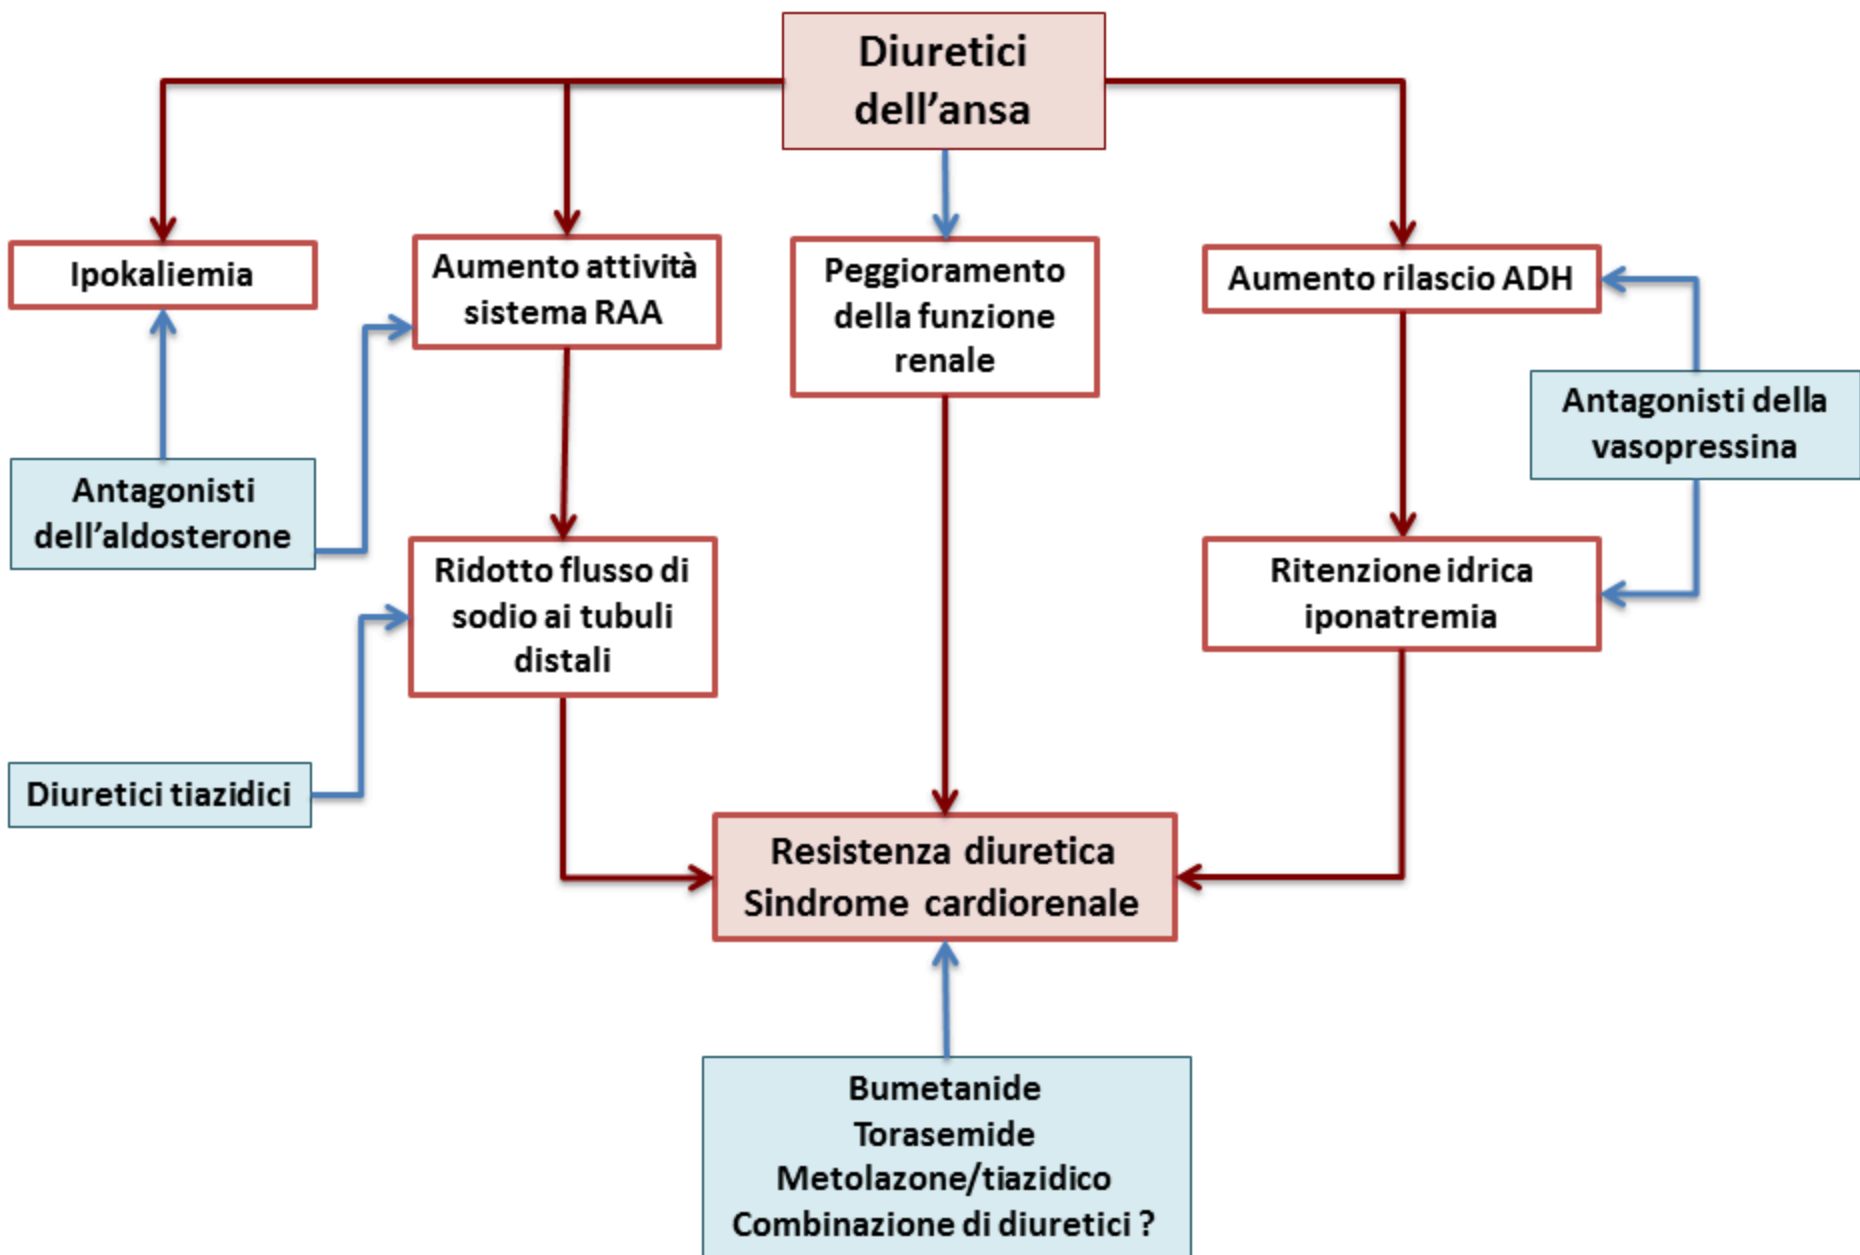 Diuretici
dell'ansa
Ipokaliemia
Aumento attività
sistema RAA
Peggioramento
della funzione
renale
Aumento rilascio ADH
Antagonisti della
vasopressina
Antagonisti
dell'aldosterone
Ridotto flusso di
sodio ai tubuli
distali
Ritenzione idrica
iponatremia
Diuretici tiazidici
Resistenza diuretica
Sindrome cardiorenale
Bumetanide
Torasemide
Metolazone/tiazidico
Combinazione di diuretici ?